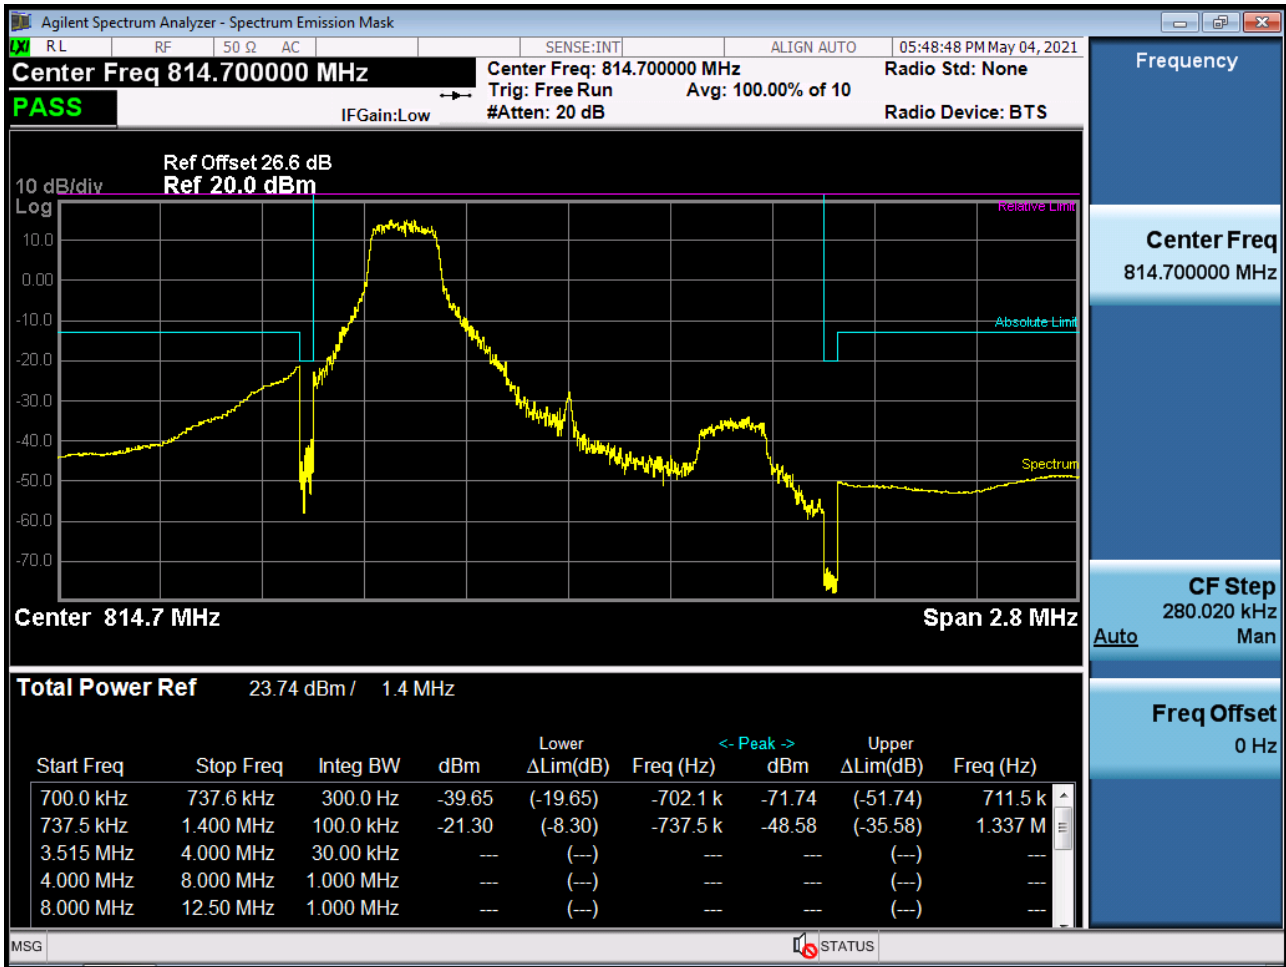 Agilent Spectrum Analyzer - Spectrum Emission Mask
LXI RL RF 50 Ω AC SENSE:INT ALIGN AUTO 05:48:48 PM May 04, 2021
Center Freq 814.700000 MHz
PASS
IFGain:Low
Center Freq: 814.700000 MHz
Trig: Free Run Avg: 100.00% of 10
#Atten: 20 dB
Radio Std: None
Radio Device: BTS
Ref Offset 26.6 dB
10 dB/div Ref 20.0 dBm
Log
Relative Limit
10.0
0.00
-10.0
Absolute Limit
-20.0
-30.0
-40.0
Spectrum
-50.0
-60.0
-70.0
Center 814.7 MHz Span 2.8 MHz
Total Power Ref 23.74 dBm / 1.4 MHz
Lower <- Peak -> Upper
Start Freq Stop Freq Integ BW dBm ΔLim(dB) Freq (Hz) dBm ΔLim(dB) Freq (Hz)
700.0 kHz 737.6 kHz 300.0 Hz -39.65 (-19.65) -702.1 k -71.74 (-51.74) 711.5 k
737.5 kHz 1.400 MHz 100.0 kHz -21.30 (-8.30) -737.5 k -48.58 (-35.58) 1.337 M
3.515 MHz 4.000 MHz 30.00 kHz --- (---) --- --- (---) ---
4.000 MHz 8.000 MHz 1.000 MHz --- (---) --- --- (---) ---
8.000 MHz 12.50 MHz 1.000 MHz --- (---) --- --- (---) ---
MSG STATUS
Frequency
Center Freq
814.700000 MHz
CF Step
280.020 kHz
Auto Man
Freq Offset
0 Hz